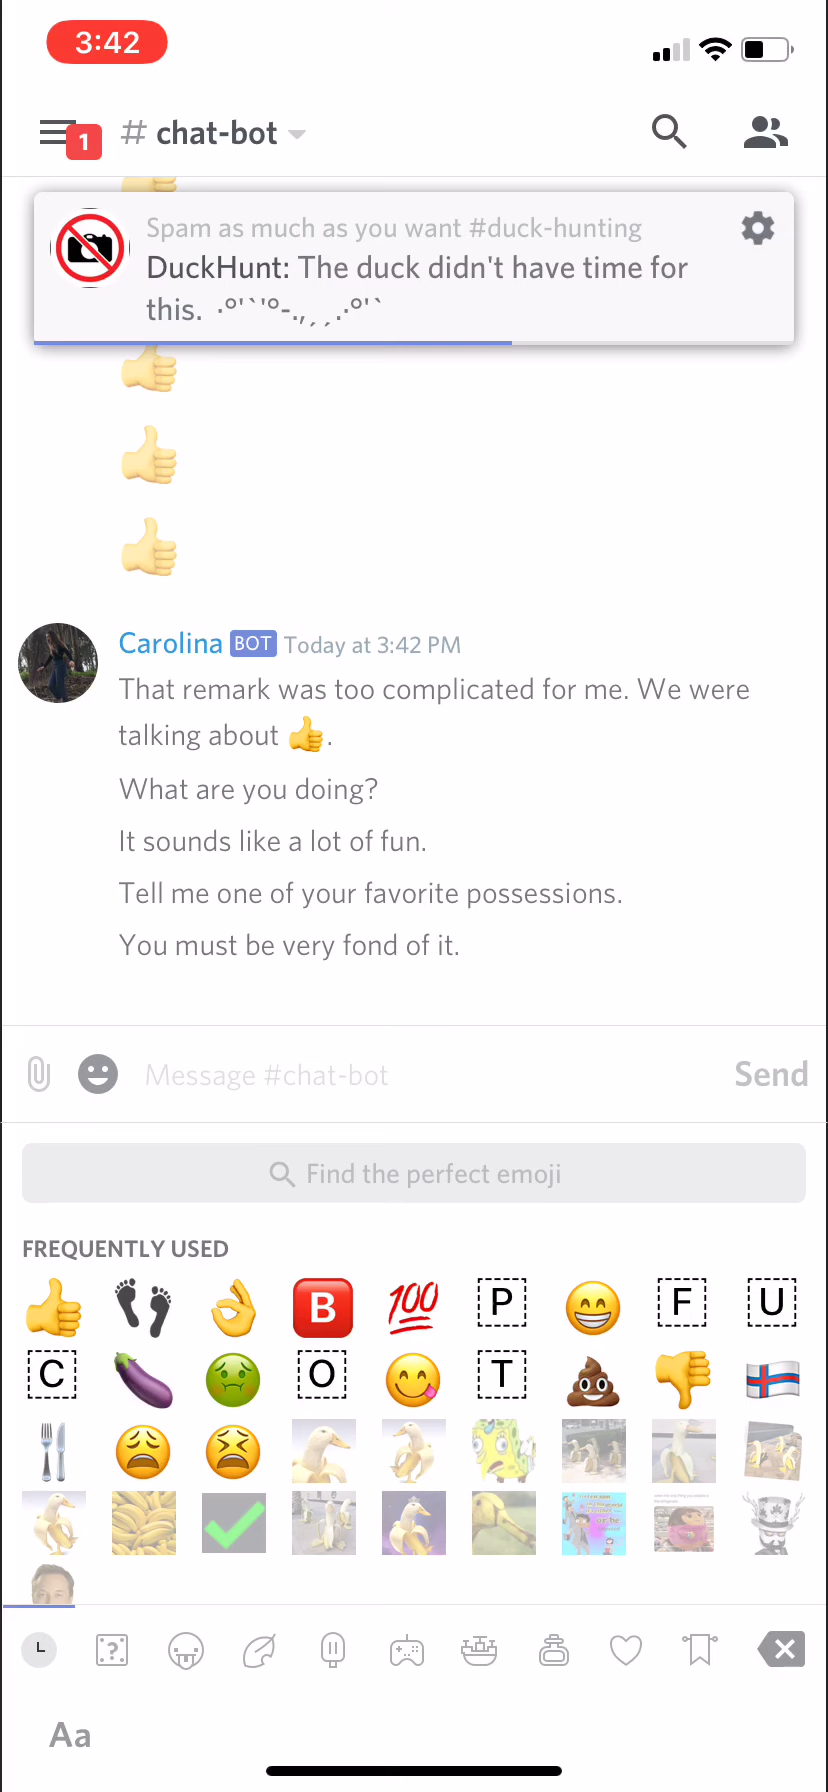 3:42
1
# chat-bot
Spam as much as you want #duck-hunting
DuckHunt: The duck didn't have time for
this. ·°'`'°-.,¸¸.·°'`
Carolina BOT Today at 3:42 PM
That remark was too complicated for me. We were
talking about 👍.
What are you doing?
It sounds like a lot of fun.
Tell me one of your favorite possessions.
You must be very fond of it.
Message #chat-bot
Send
Find the perfect emoji
FREQUENTLY USED
B 100 P F U
C O T
?
Aa